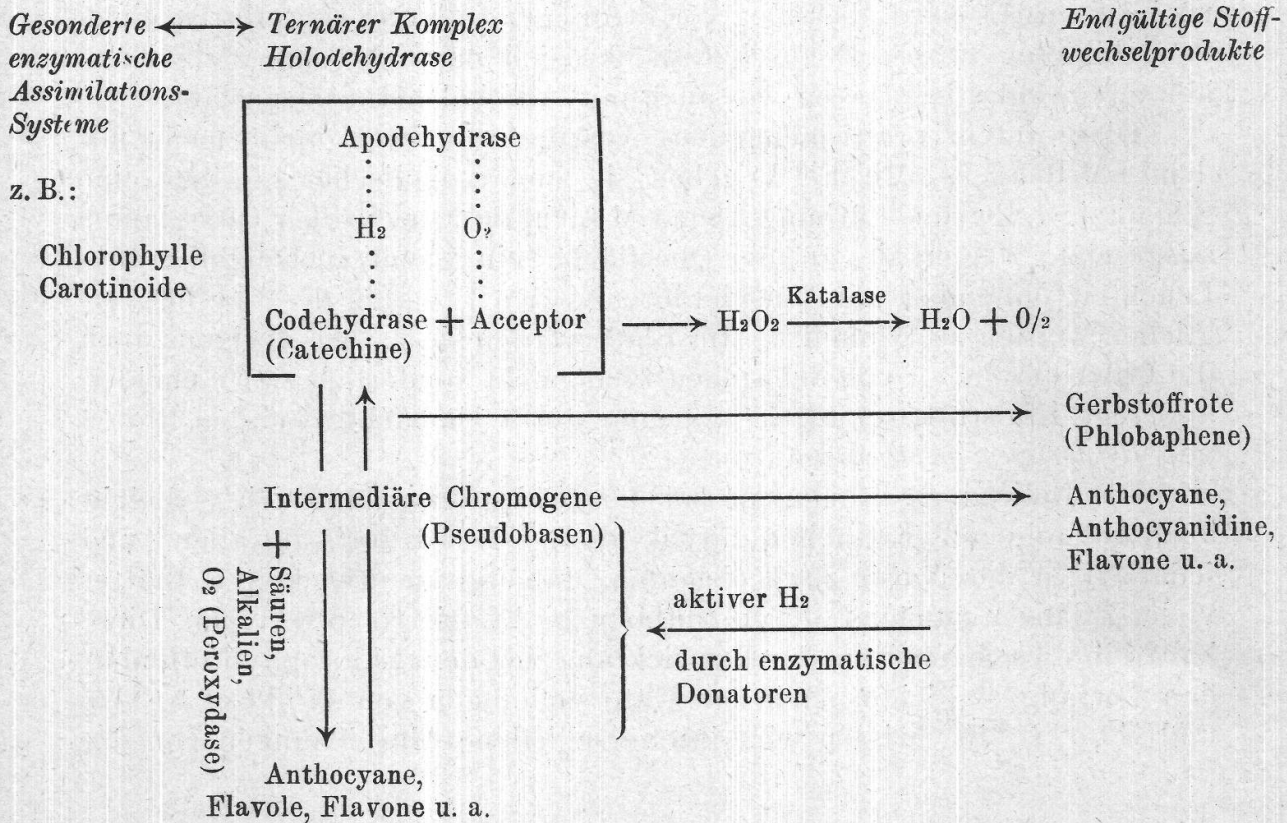 Gesonderte ⟷ Ternärer Komplex
enzymatische Holodehydrase
Assimilations-
Systeme
Endgültige Stoff-
wechselprodukte
z. B.:
Chlorophylle
Carotinoide
Apodehydrase
H₂ O₂
Codehydrase + Acceptor ⟶ H₂O₂ ⟶ H₂O + O/2
Katalase
(Catechine)
Gerbstoffrote
(Phlobaphene)
Intermediäre Chromogene ⟶ Anthocyane,
(Pseudobasen) Anthocyanidine,
Flavone u. a.
+ Säuren,
Alkalien,
O₂ (Peroxydase)
aktiver H₂
durch enzymatische
Donatoren
Anthocyane,
Flavole, Flavone u. a.